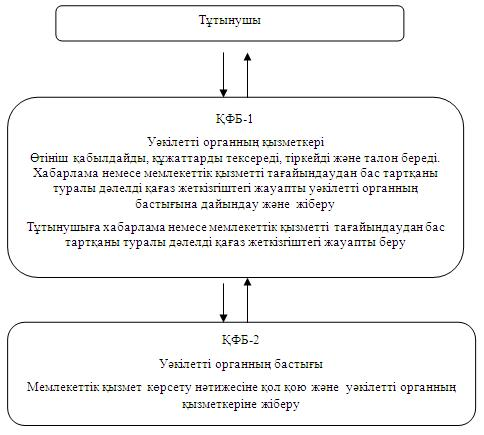 Тұтынушы
ҚФБ-1
Уәкілетті органның қызметкері
Өтініш қабылдайды, құжаттарды тексереді, тіркейді және талон береді.
Хабарлама немесе мемлекеттік қызметті тағайындаудан бас тартқаны
туралы дәлелді қағаз жеткізгіштегі жауапты уәкілетті органның
бастығына дайындау және жіберу
Тұтынушыға хабарлама немесе мемлекеттік қызметті тағайындаудан бас
тартқаны туралы дәлелді қағаз жеткізгіштегі жауапты беру
ҚФБ-2
Уәкілетті органның бастығы
Мемлекеттік қызмет көрсету нәтижесіне қол қою және уәкілетті органның
қызметкеріне жіберу